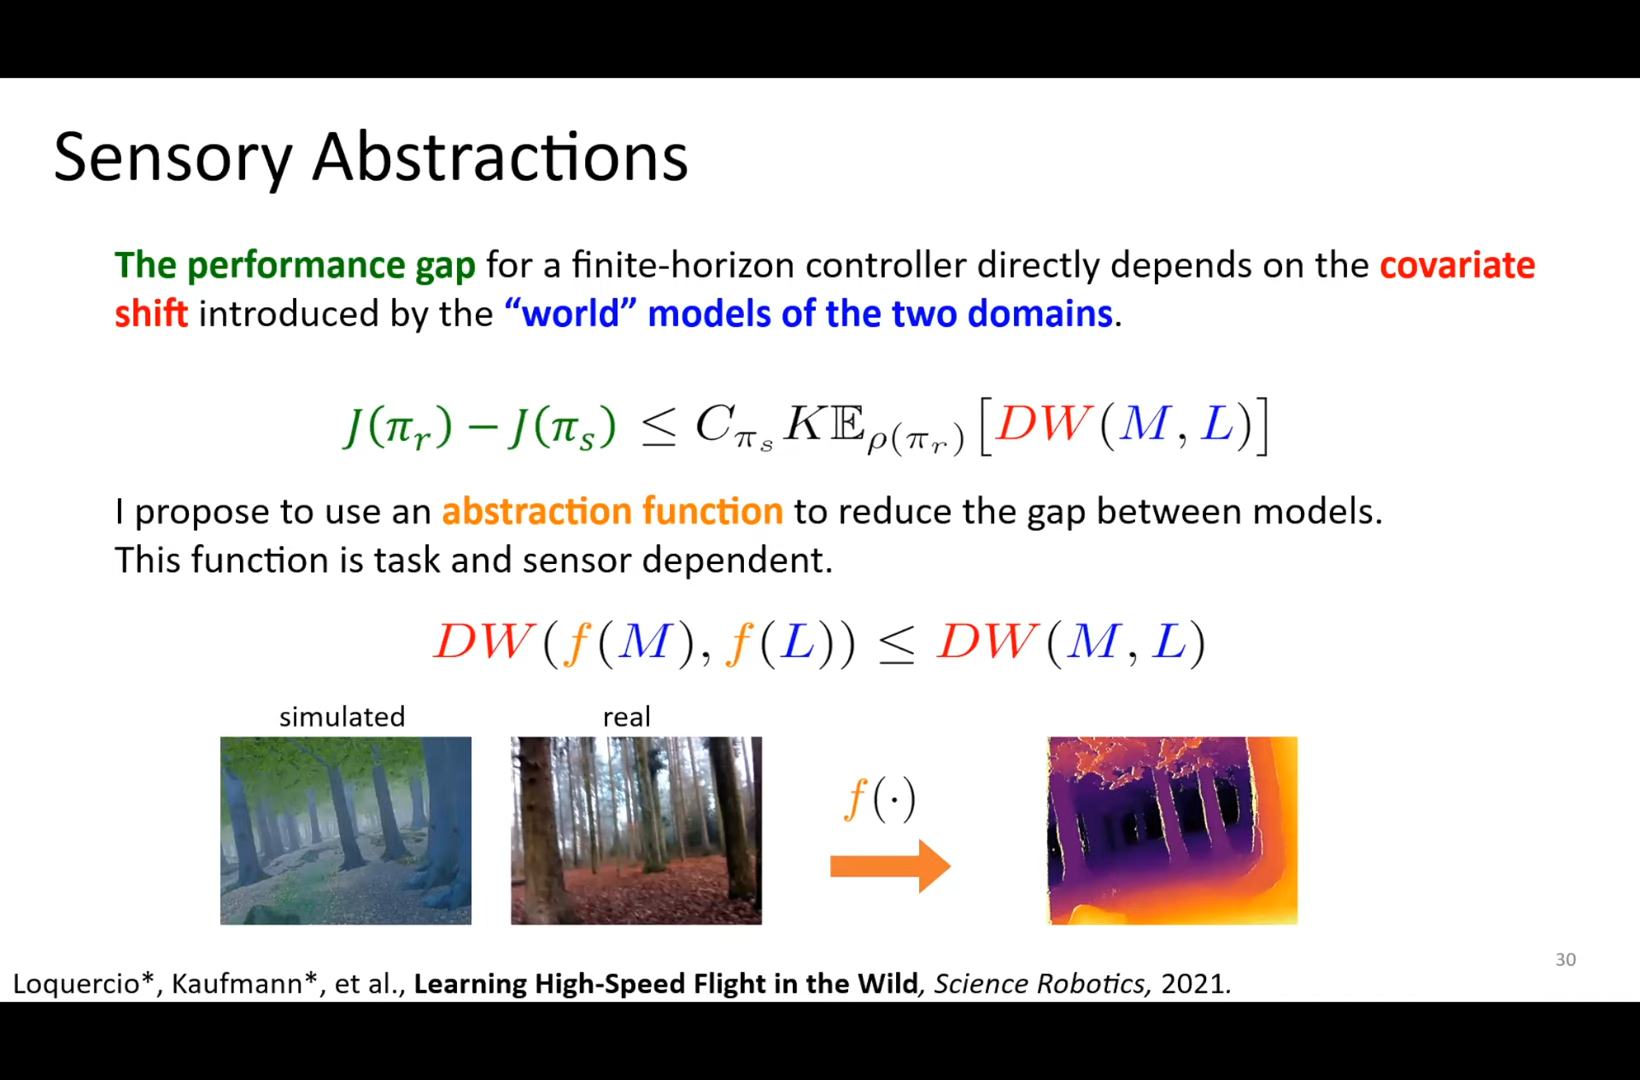 Sensory Abstractions
The performance gap for a finite-horizon controller directly depends on the covariate
shift introduced by the “world” models of the two domains.
J(π_r) − J(π_s) ≤ C_{π_s} K𝔼_{ρ(π_r)} [DW(M, L)]
I propose to use an abstraction function to reduce the gap between models.
This function is task and sensor dependent.
DW(f(M), f(L)) ≤ DW(M, L)
simulated real
f(·)
30
Loquercio*, Kaufmann*, et al., Learning High-Speed Flight in the Wild, Science Robotics, 2021.